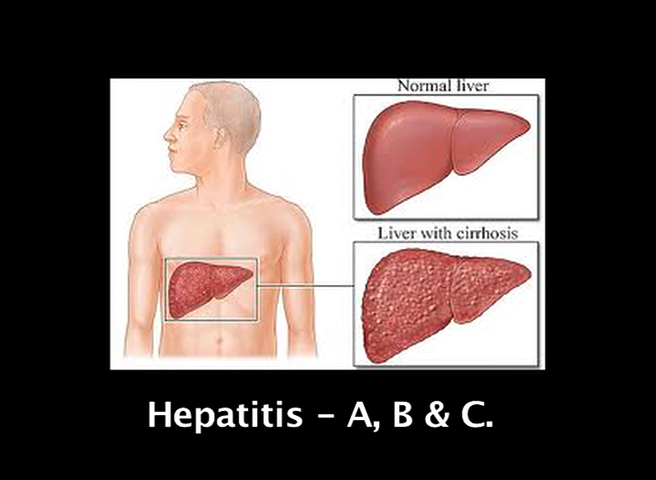 Normal liver
Liver with cirrhosis
Hepatitis - A, B & C.